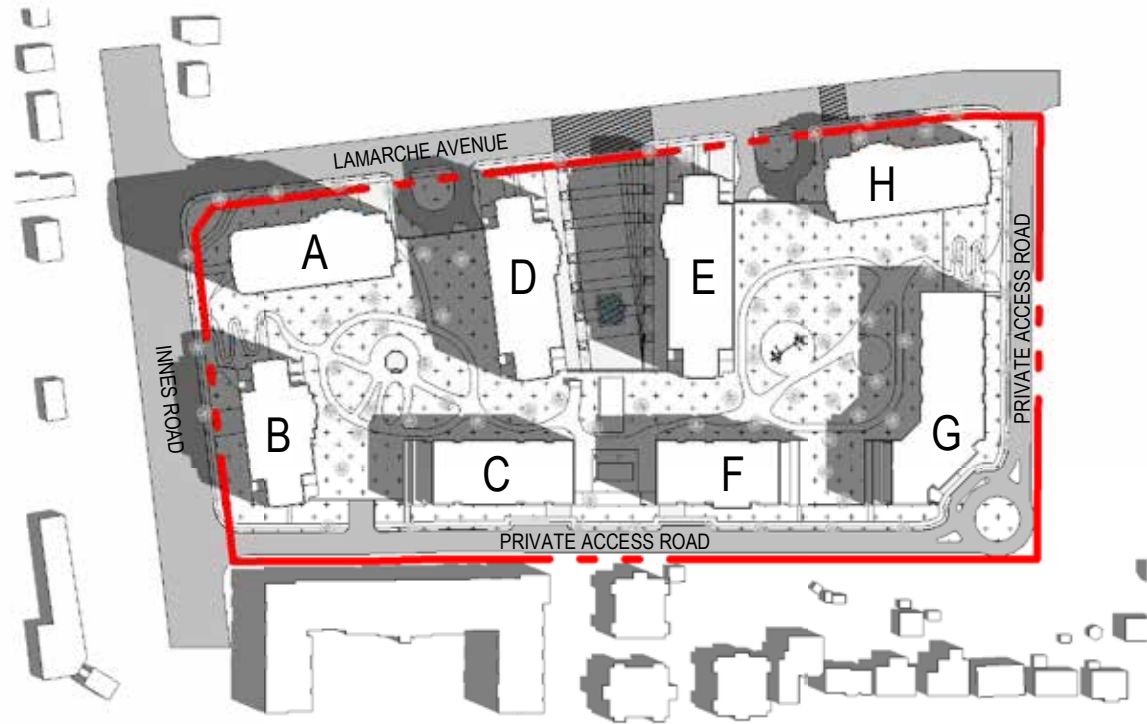 LAMARCHE AVENUE
H
A
D
E
PRIVATE ACCESS ROAD
INNES ROAD
B
C
F
G
PRIVATE ACCESS ROAD